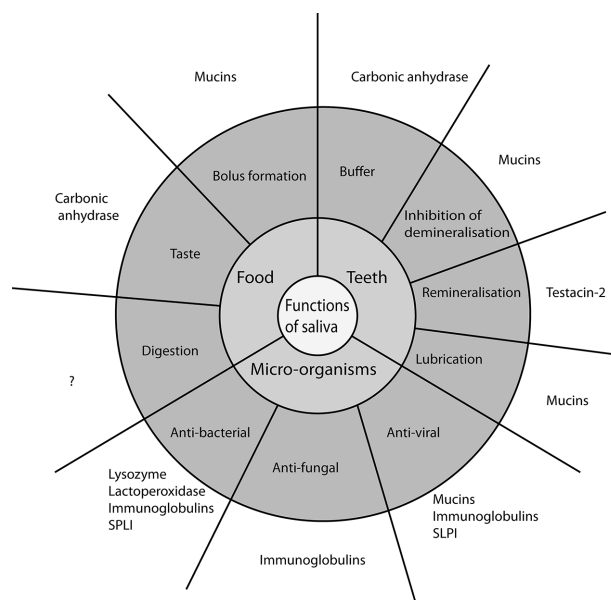 Mucins
Carbonic anhydrase
Mucins
Carbonic
anhydrase
Bolus formation
Buffer
Inhibition of
demineralisation
Taste
Food
Teeth
Remineralisation
Testacin-2
Functions
of saliva
Digestion
Lubrication
Micro-organisms
?
Mucins
Anti-bacterial
Anti-viral
Anti-fungal
Lysozyme
Lactoperoxidase
Immunoglobulins
SPLI
Mucins
Immunoglobulins
SLPI
Immunoglobulins